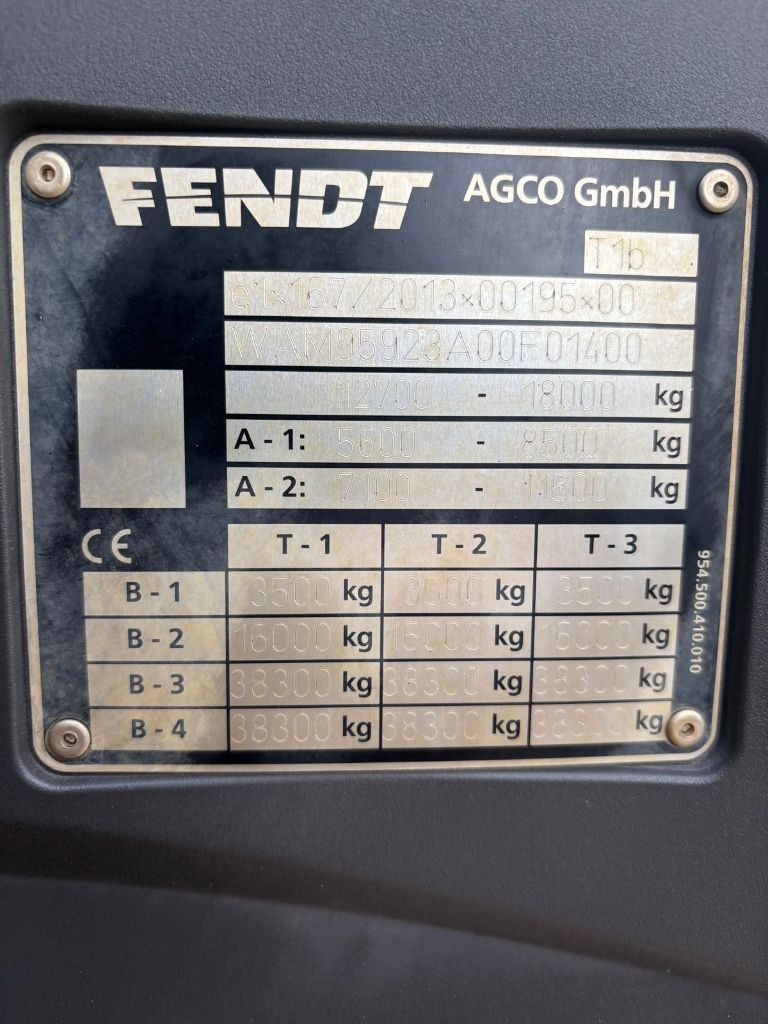 FENDT AGCO GmbH
T1b
e1*167/2013*00195*00
WAM95923A00F01400
12700 - 18000 kg
A - 1: 5600 - 8500 kg
A - 2: 7100 - 11500 kg
CE T - 1 T - 2 T - 3
B - 1 3500 kg 3500 kg 3500 kg
B - 2 16000 kg 16000 kg 16000 kg
B - 3 38300 kg 38300 kg 38300 kg
B - 4 38300 kg 38300 kg 38300 kg
954.500.410.010